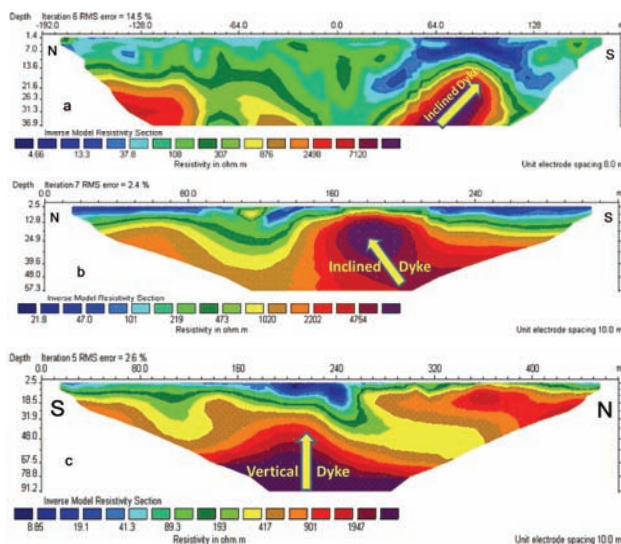 Depth Iteration 6 RMS error = 14.5 %
-192.0 -128.0 -64.0 0.0 64.0 128
1.4 N S
7.0
13.6
21.6
26.3
31.3 a Inclined Dyke
36.9
Inverse Model Resistivity Section
4.66 13.3 37.8 108 307 876 2498 7120
Resistivity in ohm.m Unit electrode spacing 8.0 m
Depth Iteration 7 RMS error = 2.4 %
0.0 80.0 160 240
2.5 N S
12.8
24.9
39.6 Inclined Dyke
48.0 b
57.3
Inverse Model Resistivity Section
21.8 47.0 101 219 473 1020 2202 4754
Resistivity in ohm.m Unit electrode spacing 10.0 m
Depth Iteration 5 RMS error = 2.6 %
0.0 80.0 160 240 320 400
2.5
18.5 S N
31.9
48.0
67.5 c Vertical Dyke
78.8
91.2
Inverse Model Resistivity Section
8.85 19.1 41.3 89.3 193 417 901 1947
Resistivity in ohm.m Unit electrode spacing 10.0 m